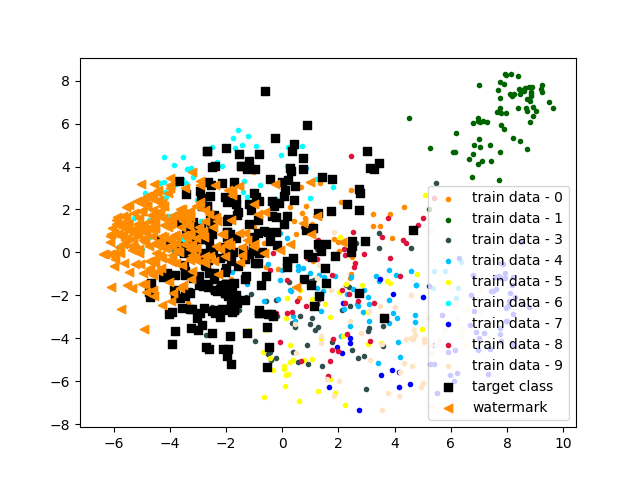 8
6
4
2
0
−2
−4
−6
−8
−6 −4 −2 0 2 4 6 8 10
train data - 0
train data - 1
train data - 3
train data - 4
train data - 5
train data - 6
train data - 7
train data - 8
train data - 9
target class
watermark